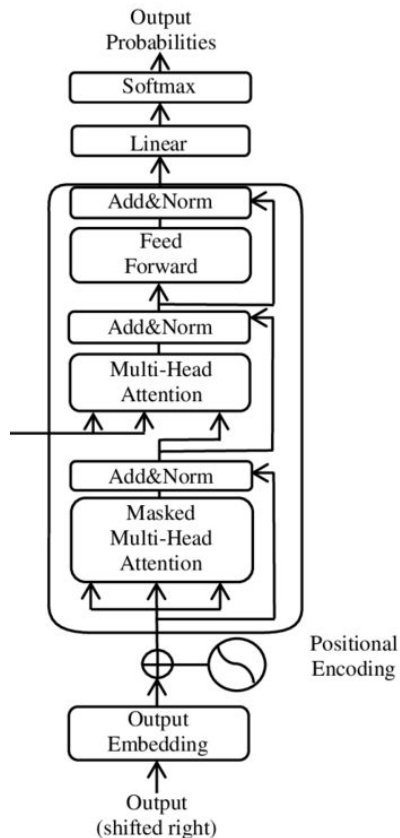 Output
Probabilities
Softmax
Linear
Add&Norm
Feed
Forward
Add&Norm
Multi-Head
Attention
Add&Norm
Masked
Multi-Head
Attention
Positional
Encoding
Output
Embedding
Output
(shifted right)